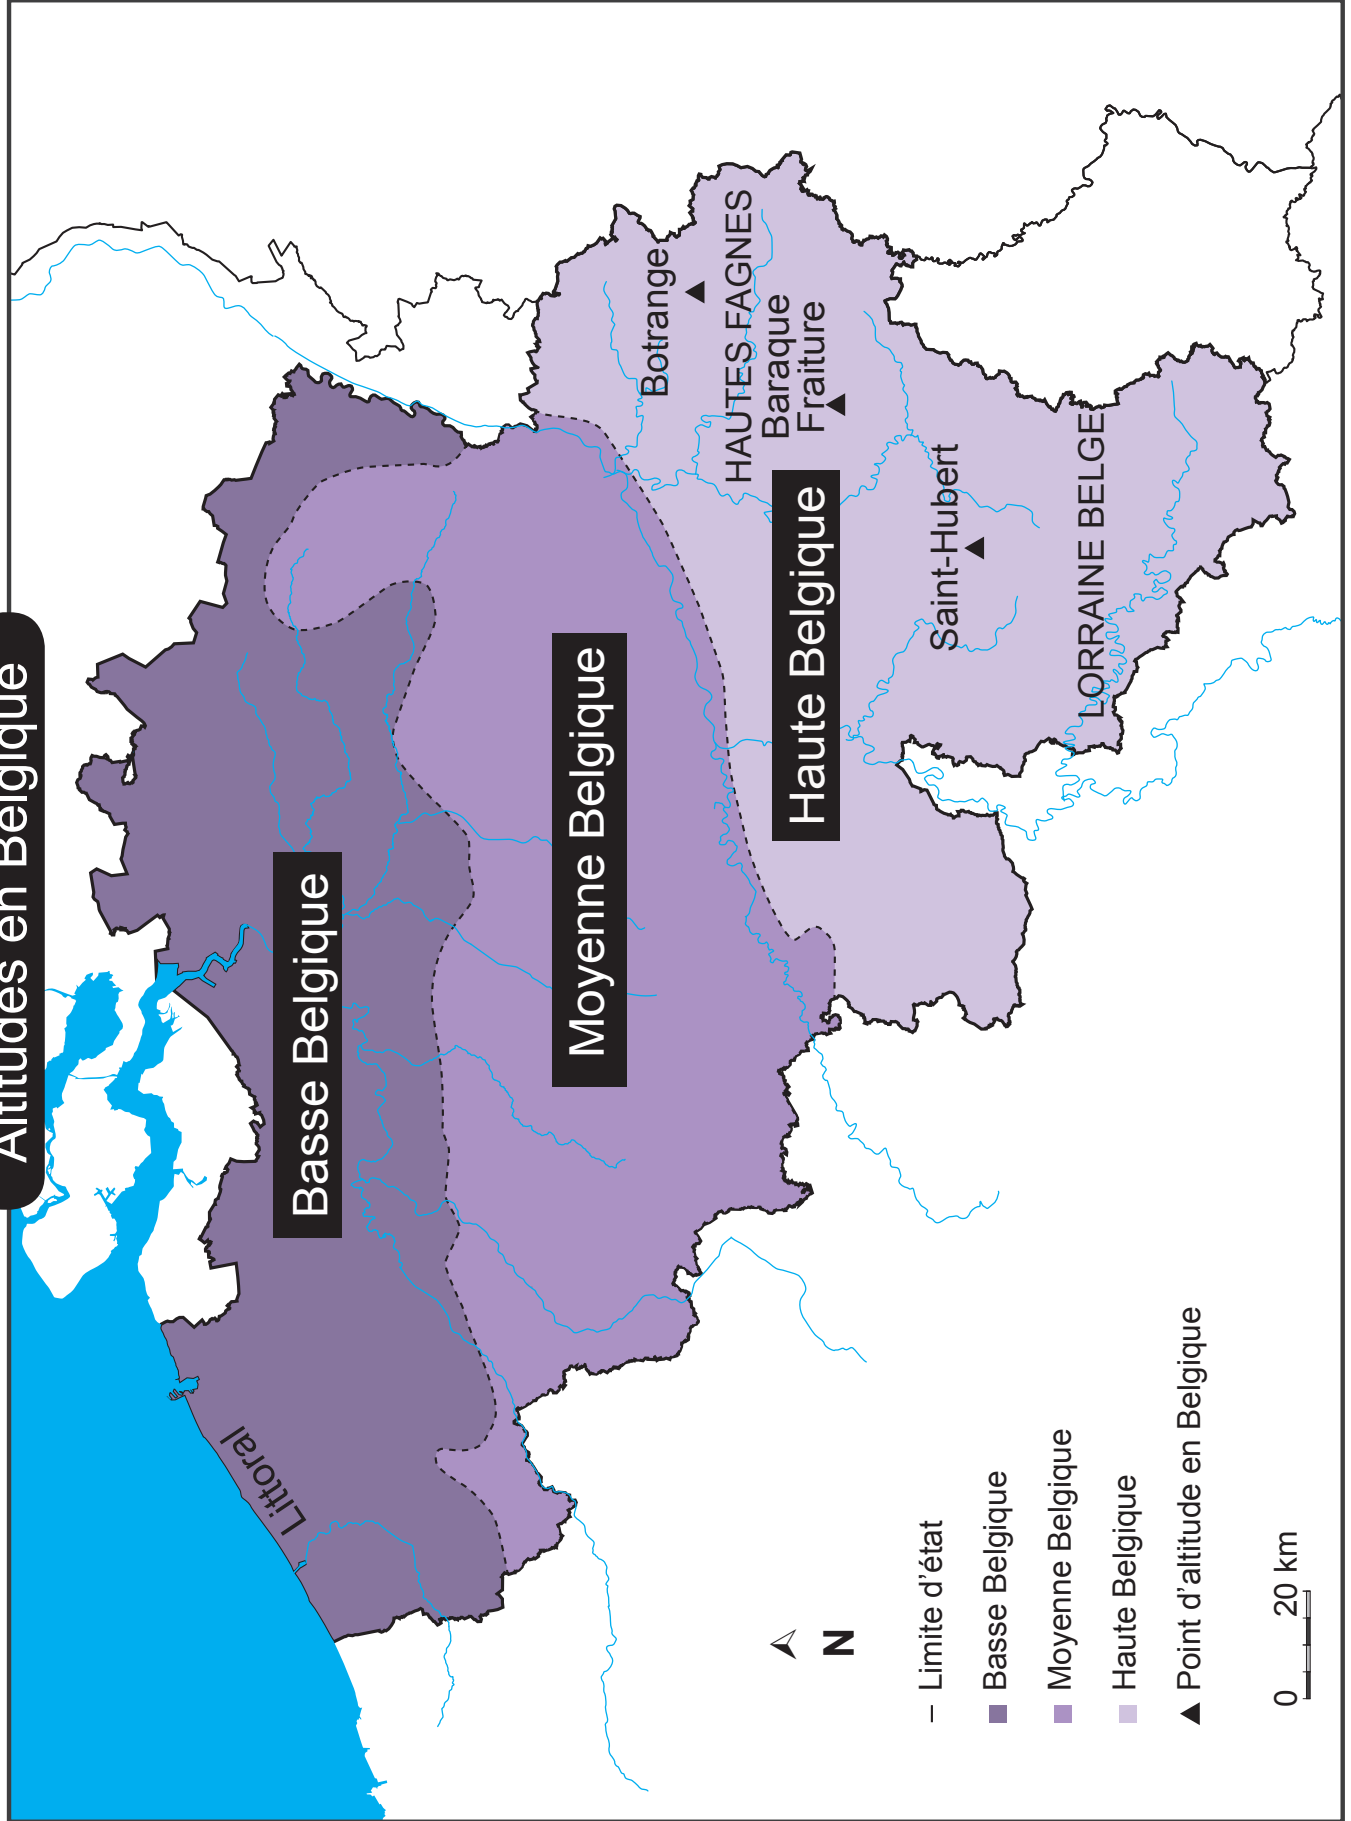 Altitudes en Belgique
Littoral
Basse Belgique
Moyenne Belgique
Haute Belgique
Botrange
HAUTES FAGNES
Baraque
Fraiture
Saint-Hubert
LORRAINE BELGE
N
Limite d'état
Basse Belgique
Moyenne Belgique
Haute Belgique
Point d'altitude en Belgique
0 20 km